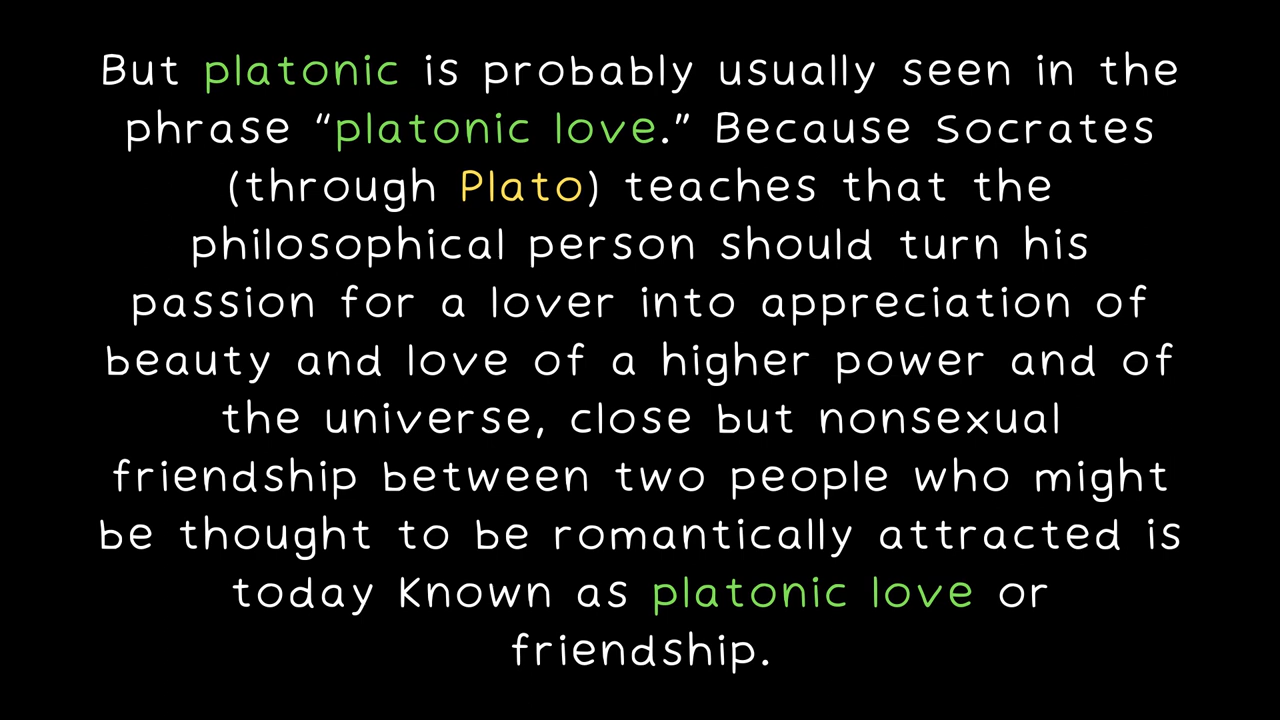 But platonic is probably usually seen in the
phrase “platonic love.” Because Socrates
(through Plato) teaches that the
philosophical person should turn his
passion for a lover into appreciation of
beauty and love of a higher power and of
the universe, close but nonsexual
friendship between two people who might
be thought to be romantically attracted is
today known as platonic love or
friendship.